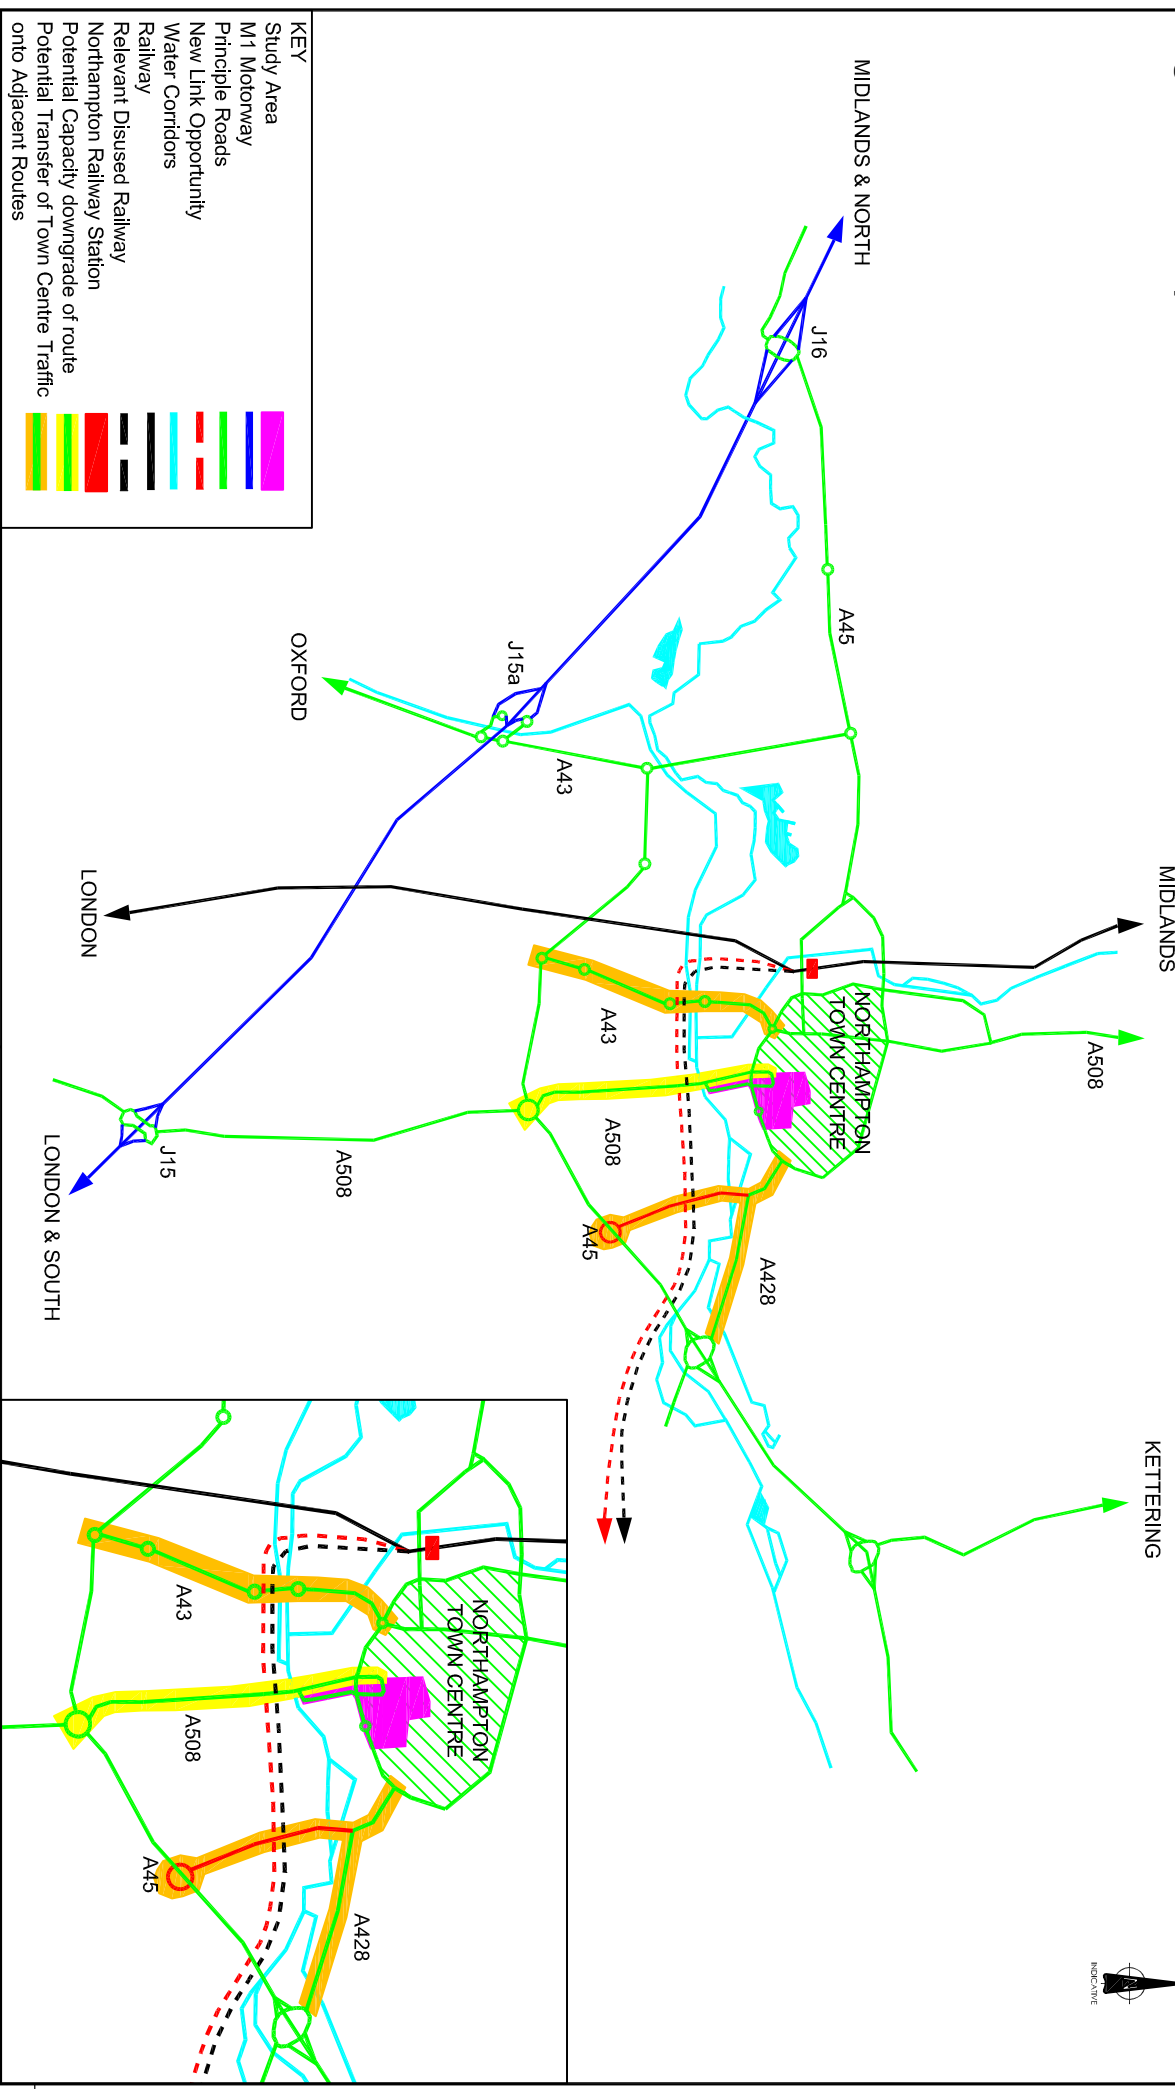 MIDLANDS
KETTERING
N
INDICATIVE
A508
MIDLANDS & NORTH
J16
A45
NORTHAMPTON
TOWN CENTRE
A428
J15a
A43
A43
A508
A45
OXFORD
LONDON
A508
J15
LONDON & SOUTH
KEY
Study Area
M1 Motorway
Principle Roads
New Link Opportunity
Water Corridors
Railway
Relevant Disused Railway
Northampton Railway Station
Potential Capacity downgrade of route
Potential Transfer of Town Centre Traffic
onto Adjacent Routes
NORTHAMPTON
TOWN CENTRE
A43
A508
A428
A45